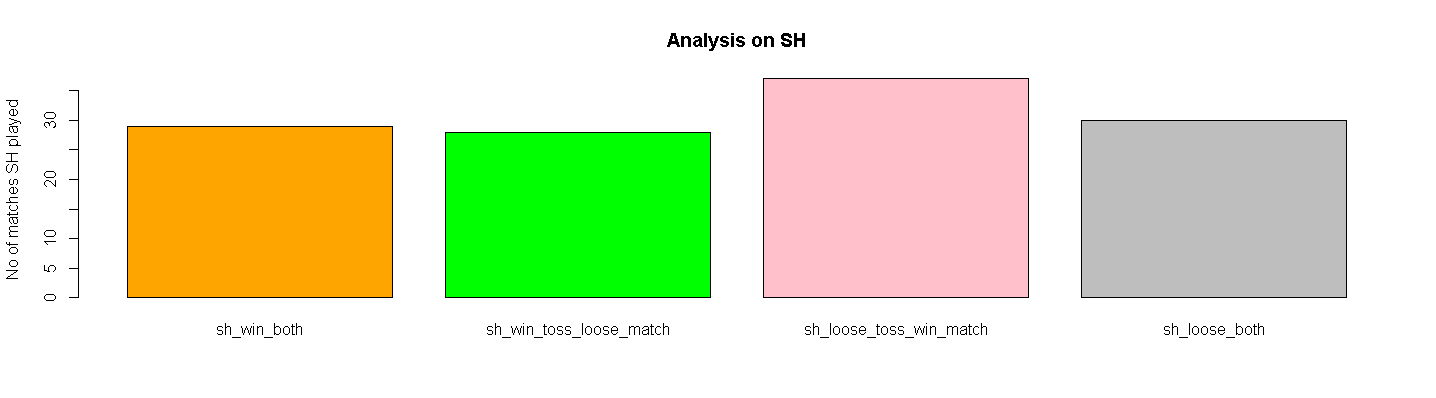 Analysis on SH
No of matches SH played
30
20
10
5
0
sh_win_both sh_win_toss_loose_match sh_loose_toss_win_match sh_loose_both